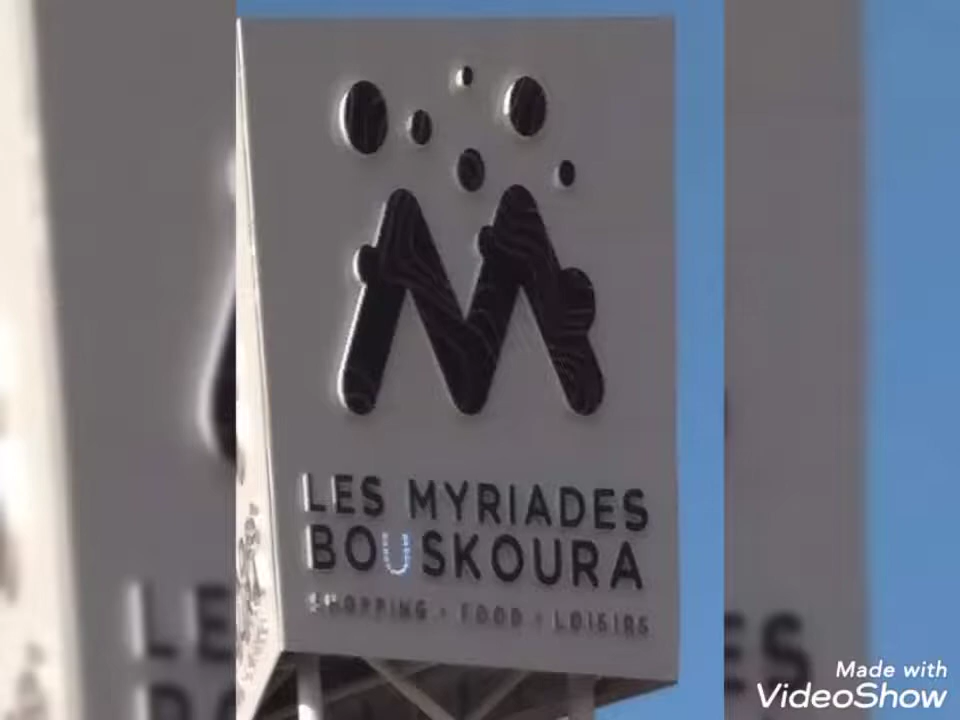 LES MYRIADES
BOUSKOURA
SHOPPING • FOOD • LOISIRS
Made with
VideoShow